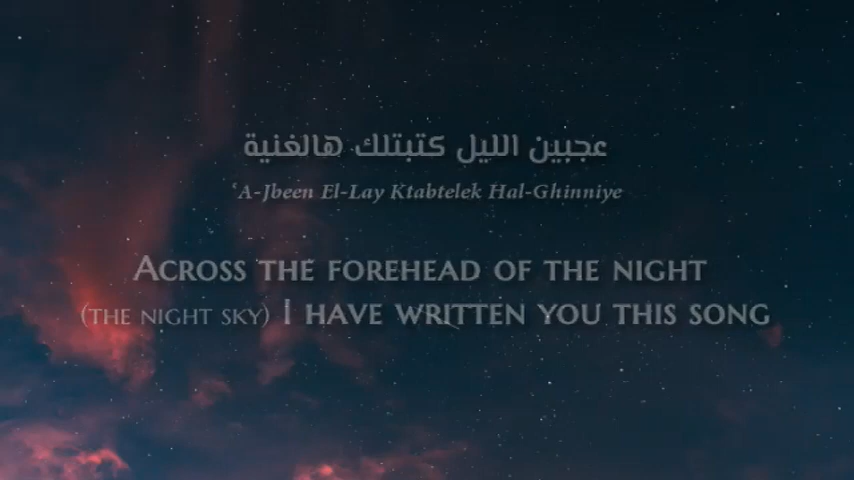 عجبين الليل كتبتلك هالغنية
ʿA-Jbeen El-Lay Ktabtelek Hal-Ghinniye
Across the forehead of the night
(the night sky) I have written you this song